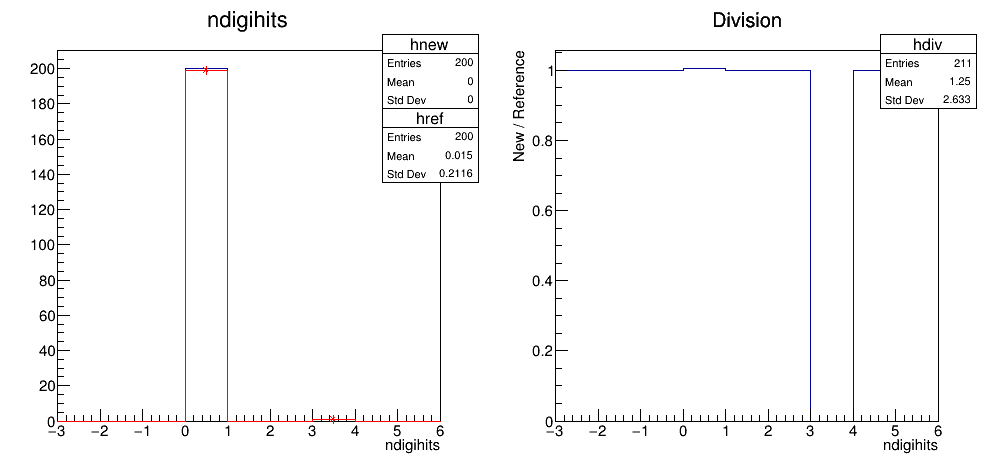 ndigihits
hnew
Entries 200
Mean 0
Std Dev 0
href
Entries 200
Mean 0.015
Std Dev 0.2116
200
180
160
140
120
100
80
60
40
20
0
−3 −2 −1 0 1 2 3 4 5 6
ndigihits
Division
hdiv
Entries 211
Mean 1.25
Std Dev 2.633
New / Reference
1
0.8
0.6
0.4
0.2
0
−3 −2 −1 0 1 2 3 4 5 6
ndigihits